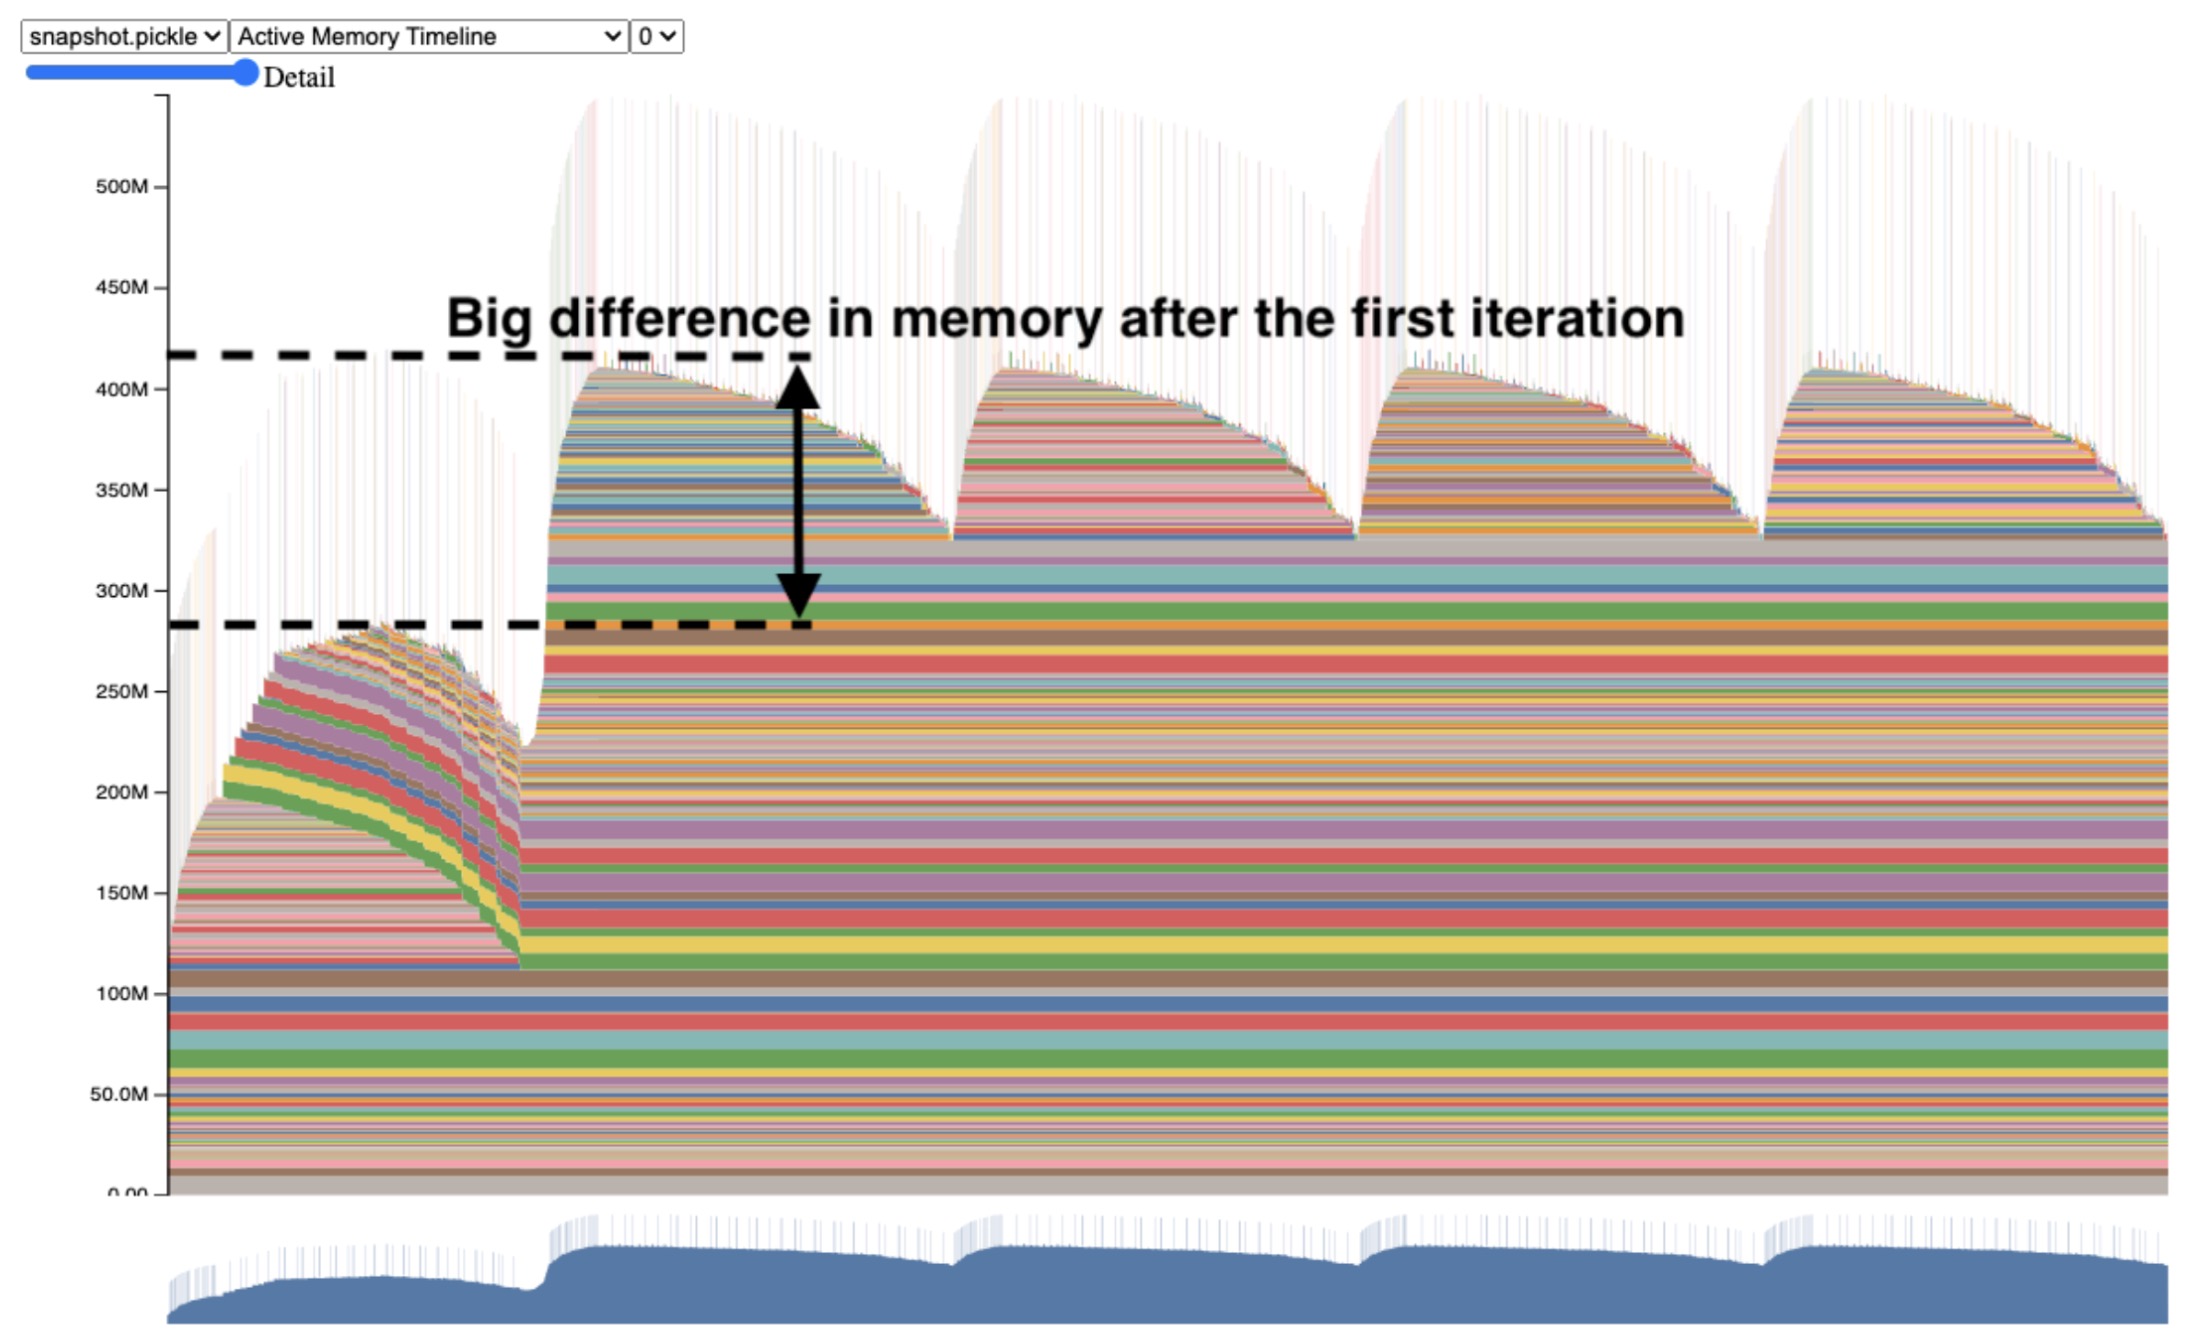 snapshot.pickle Active Memory Timeline 0
Detail
500M
450M
Big difference in memory after the first iteration
400M
350M
300M
250M
200M
150M
100M
50.0M
0.00